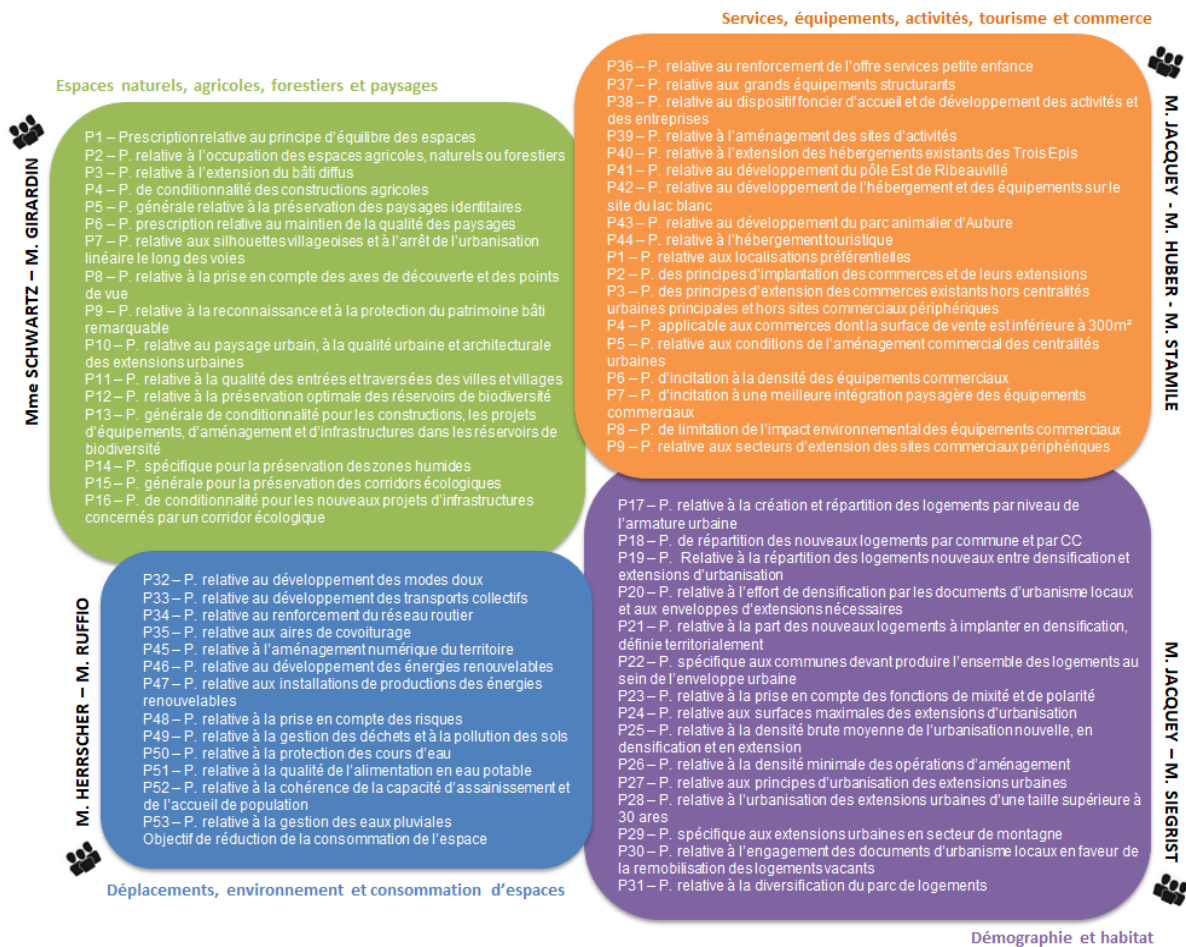 Espaces naturels, agricoles, forestiers et paysages
Mme SCHWARTZ – M. GIRARDIN
P1 – Prescription relative au principe d'équilibre des espaces
P2 – P. relative à l'occupation des espaces agricoles, naturels ou forestiers
P3 – P. relative à l'extension du bâti diffus
P4 – P. de conditionnalité des constructions agricoles
P5 – P. générale relative à la préservation des paysages identitaires
P6 – P. prescription relative au maintien de la qualité des paysages
P7 – P. relative aux silhouettes villageoises et à l'arrêt de l'urbanisation
linéaire le long des voies
P8 – P. relative à la prise en compte des axes de découverte et des points
de vue
P9 – P. relative à la reconnaissance et à la protection du patrimoine bâti
remarquable
P10 – P. relative au paysage urbain, à la qualité urbaine et architecturale
des extensions urbaines
P11 – P. relative à la qualité des entrées et traversées des villes et villages
P12 – P. relative à la préservation optimale des réservoirs de biodiversité
P13 – P. générale de conditionnalité pour les constructions, les projets
d'équipements, d'aménagement et d'infrastructures dans les réservoirs de
biodiversité
P14 – P. spécifique pour la préservation des zones humides
P15 – P. générale pour la préservation des corridors écologiques
P16 – P. de conditionnalité pour les nouveaux projets d'infrastructures
concernés par un corridor écologique
Services, équipements, activités, tourisme et commerce
P36 – P. relative au renforcement de l'offre services petite enfance
P37 – P. relative aux grands équipements structurants
P38 – P. relative au dispositif foncier d'accueil et de développement des activités et
des entreprises
P39 – P. relative à l'aménagement des sites d'activités
P40 – P. relative à l'extension des hébergements existants des Trois Epis
P41 – P. relative au développement du pôle Est de Ribeauvillé
P42 – P. relative au développement de l'hébergement et des équipements sur le
site du lac blanc
P43 – P. relative au développement du parc animalier d'Aubure
P44 – P. relative à l'hébergement touristique
P1 – P. relative aux localisations préférentielles
P2 – P. des principes d'implantation des commerces et de leurs extensions
P3 – P. des principes d'extension des commerces existants hors centralités
urbaines principales et hors sites commerciaux périphériques
P4 – P. applicable aux commerces dont la surface de vente est inférieure à 300m²
P5 – P. relative aux conditions de l'aménagement commercial des centralités
urbaines
P6 – P. d'incitation à la densité des équipements commerciaux
P7 – P. d'incitation à une meilleure intégration paysagère des équipements
commerciaux
P8 – P. de limitation de l'impact environnemental des équipements commerciaux
P9 – P. relative aux secteurs d'extension des sites commerciaux périphériques
M. JACQUEY - M. HUBER - M. STAMILE
M. HERRSCHER – M. RUFFIO
P32 – P. relative au développement des modes doux
P33 – P. relative au développement des transports collectifs
P34 – P. relative au renforcement du réseau routier
P35 – P. relative aux aires de covoiturage
P45 – P. relative à l'aménagement numérique du territoire
P46 – P. relative au développement des énergies renouvelables
P47 – P. relative aux installations de productions des énergies
renouvelables
P48 – P. relative à la prise en compte des risques
P49 – P. relative à la gestion des déchets et à la pollution des sols
P50 – P. relative à la protection des cours d'eau
P51 – P. relative à la qualité de l'alimentation en eau potable
P52 – P. relative à la cohérence de la capacité d'assainissement et
de l'accueil de population
P53 – P. relative à la gestion des eaux pluviales
Objectif de réduction de la consommation de l'espace
Déplacements, environnement et consommation d'espaces
P17 – P. relative à la création et répartition des logements par niveau de
l'armature urbaine
P18 – P. de répartition des nouveaux logements par commune et par CC
P19 – P. Relative à la répartition des logements nouveaux entre densification et
extensions d'urbanisation
P20 – P. relative à l'effort de densification par les documents d'urbanisme locaux
et aux enveloppes d'extensions nécessaires
P21 – P. relative à la part des nouveaux logements à implanter en densification,
définie territorialement
P22 – P. spécifique aux communes devant produire l'ensemble des logements au
sein de l'enveloppe urbaine
P23 – P. relative à la prise en compte des fonctions de mixité et de polarité
P24 – P. relative aux surfaces maximales des extensions d'urbanisation
P25 – P. relative à la densité brute moyenne de l'urbanisation nouvelle, en
densification et en extension
P26 – P. relative à la densité minimale des opérations d'aménagement
P27 – P. relative aux principes d'urbanisation des extensions urbaines
P28 – P. relative à l'urbanisation des extensions urbaines d'une taille supérieure à
30 ares
P29 – P. spécifique aux extensions urbaines en secteur de montagne
P30 – P. relative à l'engagement des documents d'urbanisme locaux en faveur de
la remobilisation des logements vacants
P31 – P. relative à la diversification du parc de logements
M. JACQUEY – M. SIEGRIST
Démographie et habitat